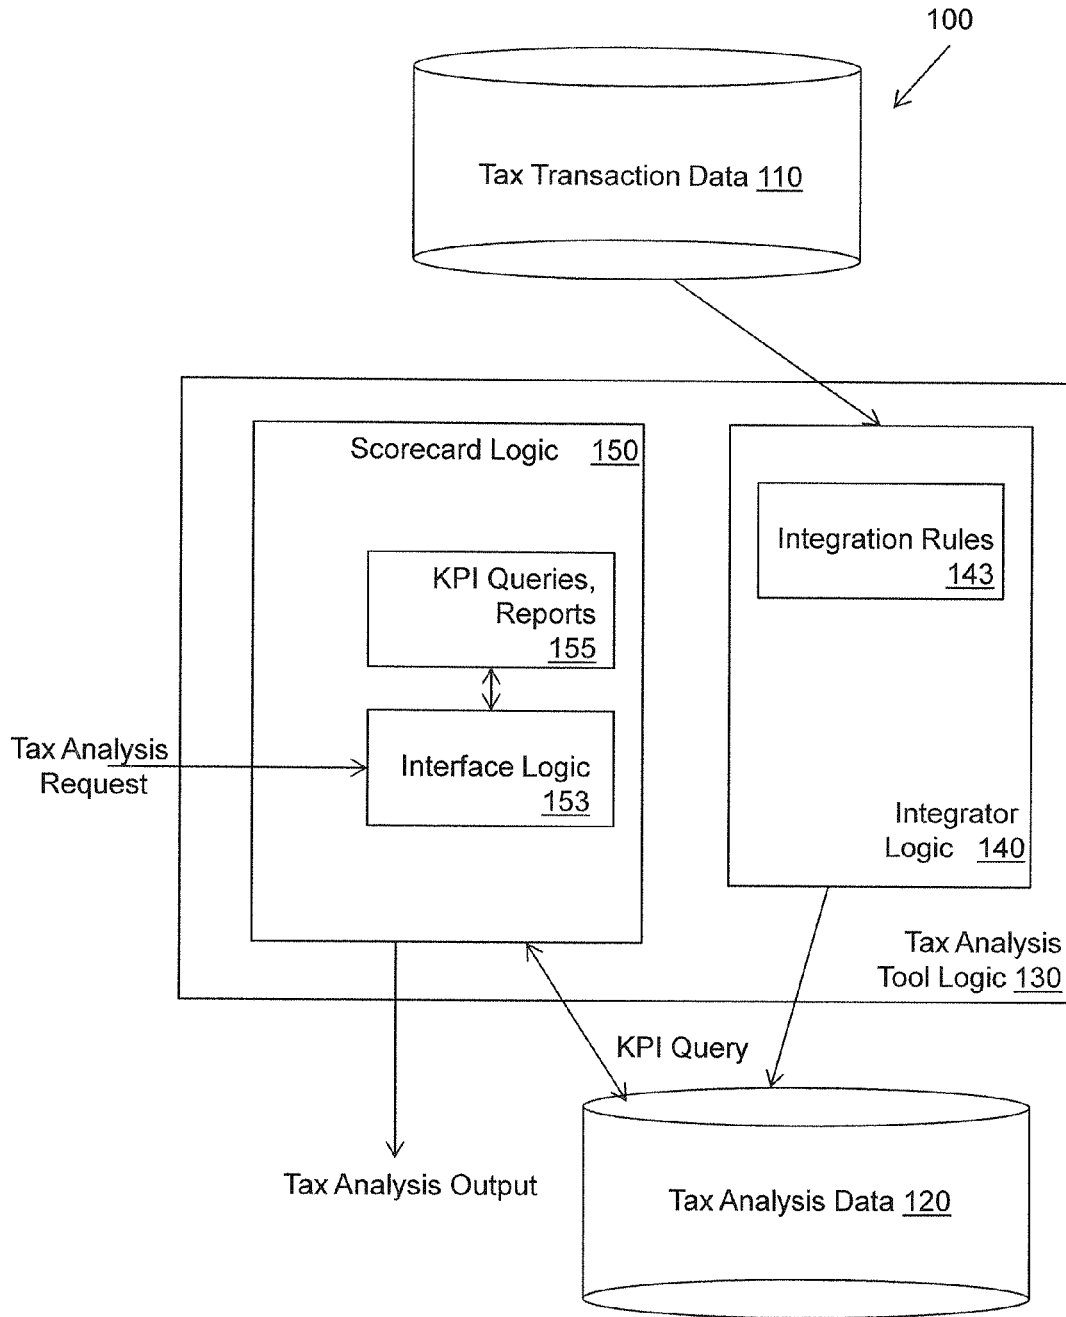 100
Tax Transaction Data 110
Scorecard Logic 150
KPI Queries,
Reports
155
Integration Rules
143
Tax Analysis
Request
Interface Logic
153
Integrator
Logic 140
Tax Analysis
Tool Logic 130
KPI Query
Tax Analysis Output
Tax Analysis Data 120